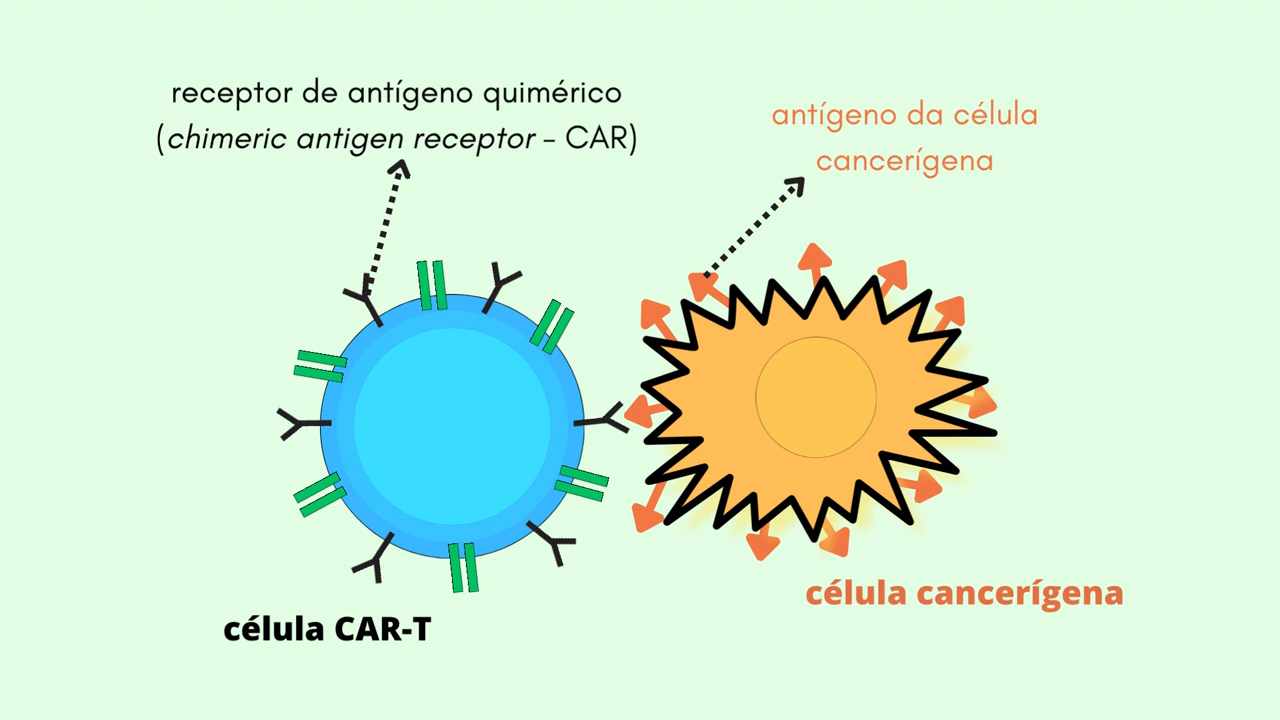 receptor de antígeno quimérico
(chimeric antigen receptor - CAR)
antígeno da célula
cancerígena
célula cancerígena
célula CAR-T